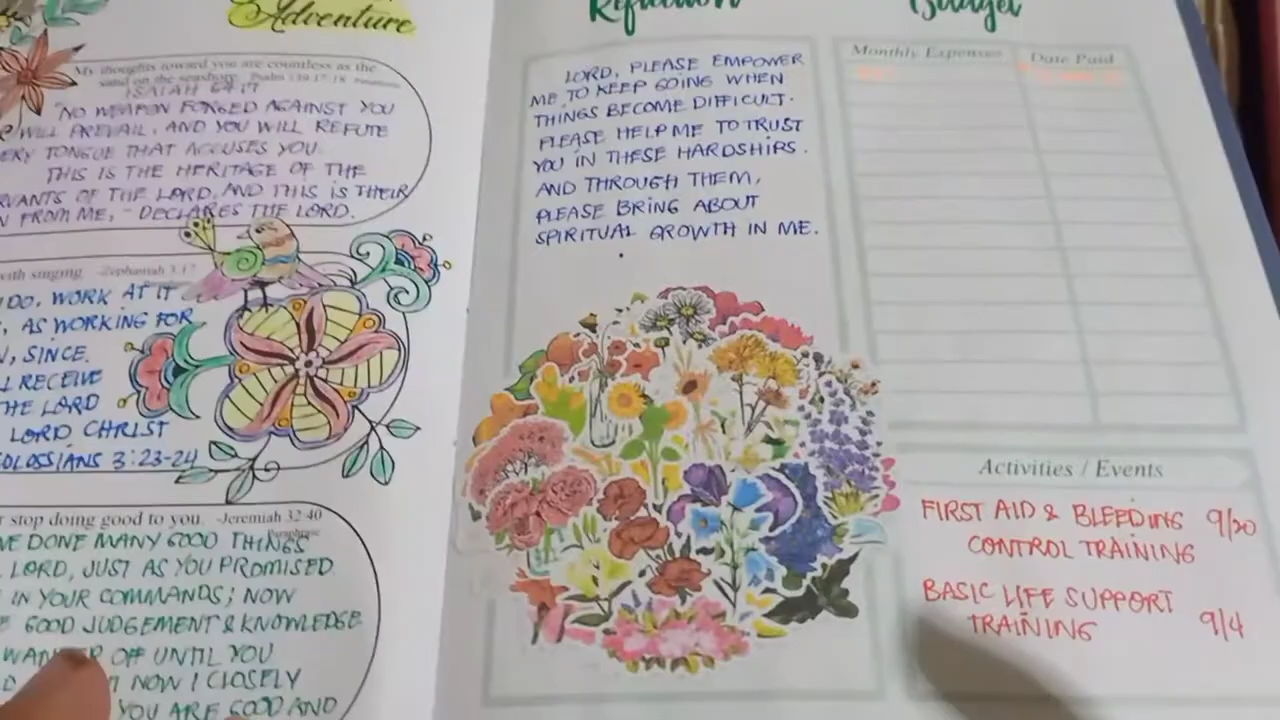 Adventure
My thoughts toward you are countless as the
sand on the seashore. Psalm 139:17-18
ISAIAH
"NO WEAPON FORGED AGAINST YOU
WILL PREVAIL, AND YOU WILL REFUTE
ERY TONGUE THAT ACCUSES YOU.
THIS IS THE HERITAGE OF THE
RVANTS OF THE LORD, AND THIS IS THEIR
N FROM ME," - DECLARES THE LORD.
with singing -Zephaniah 3:17
DO, WORK AT IT
, AS WORKING FOR
N, SINCE
LL RECEIVE
THE LORD
LORD CHRIST
COLOSSIANS 3:23-24
r stop doing good to you. -Jeremiah 32:40
Paraphrase
VE DONE MANY GOOD THINGS
LORD, JUST AS YOU PROMISED.
IN YOUR COMMANDS; NOW
E GOOD JUDGEMENT & KNOWLEDGE
WANDER OFF UNTIL YOU
NOW I CLOSELY
YOU ARE GOOD AND
Reflection
LORD, PLEASE EMPOWER
ME TO KEEP GOING WHEN
THINGS BECOME DIFFICULT.
PLEASE HELP ME TO TRUST
YOU IN THESE HARDSHIPS.
AND THROUGH THEM,
PLEASE BRING ABOUT
SPIRITUAL GROWTH IN ME.
Budget
Monthly Expenses Date Paid
Activities / Events
FIRST AID & BLEEDING 9/20
CONTROL TRAINING
BASIC LIFE SUPPORT
TRAINING 9/4